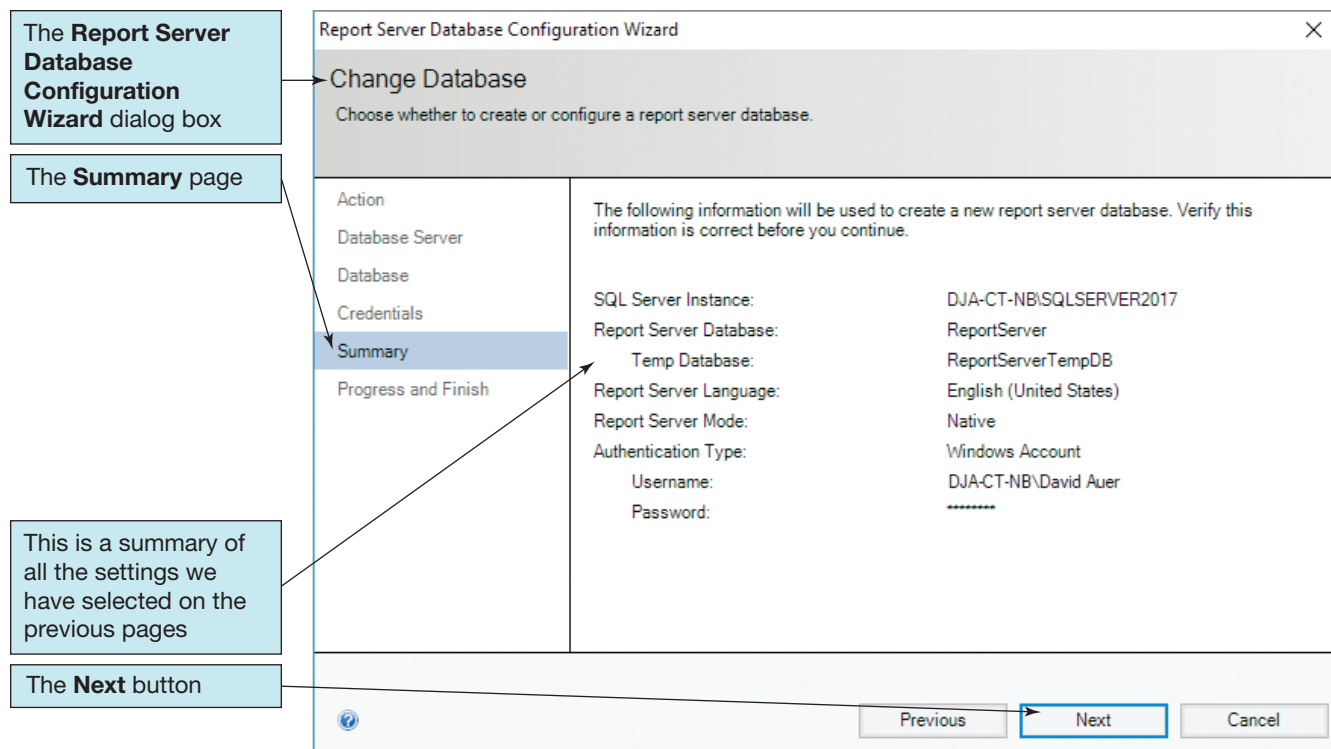 The Report Server
Database
Configuration
Wizard dialog box
The Summary page
This is a summary of
all the settings we
have selected on the
previous pages
The Next button
Report Server Database Configuration Wizard
Change Database
Choose whether to create or configure a report server database.
Action
Database Server
Database
Credentials
Summary
Progress and Finish
The following information will be used to create a new report server database. Verify this
information is correct before you continue.
SQL Server Instance: DJA-CT-NB\SQLSERVER2017
Report Server Database: ReportServer
Temp Database: ReportServerTempDB
Report Server Language: English (United States)
Report Server Mode: Native
Authentication Type: Windows Account
Username: DJA-CT-NB\David Auer
Password: ********
Previous Next Cancel